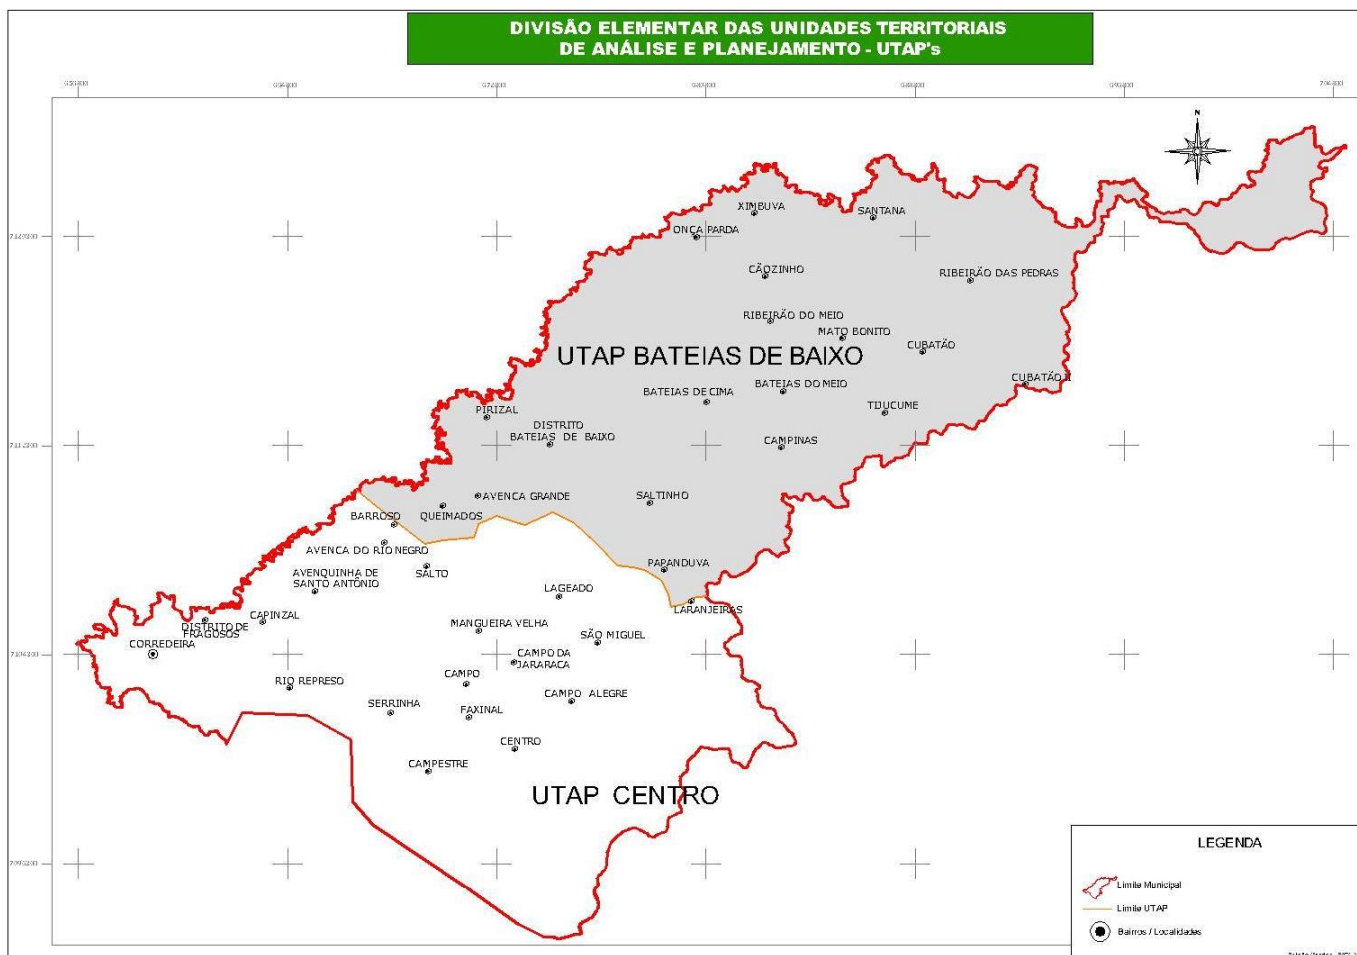 DIVISÃO ELEMENTAR DAS UNIDADES TERRITORIAIS
DE ANÁLISE E PLANEJAMENTO - UTAP's
N
XIMBUVA
SANTANA
ONÇA PARDA
CÃOZINHO
RIBEIRÃO DAS PEDRAS
RIBEIRÃO DO MEIO
MATO BONITO
CUBATÃO
UTAP BATEIAS DE BAIXO
CUBATÃO II
BATEIAS DE CIMA
BATEIAS DO MEIO
PIRIZAL
TIJUCUME
DISTRITO
BATEIAS DE BAIXO
CAMPINAS
AVENCA GRANDE
SALTINHO
BARROSO
QUEIMADOS
AVENCA DO RIO NEGRO
PAPANDUVA
AVENQUINHA DE
SANTO ANTÔNIO
SALTO
LAGEADO
LARANJEIRAS
CAPINZAL
DISTRITO DE
FRAGOSOS
MANGUEIRA VELHA
SÃO MIGUEL
CORREDEIRA
CAMPO DA
JARARACA
RIO REPRESO
CAMPO
CAMPO ALEGRE
SERRINHA
FAXINAL
CENTRO
CAMPESTRE
UTAP CENTRO
LEGENDA
Limite Municipal
Limite UTAP
Bairros / Localidades